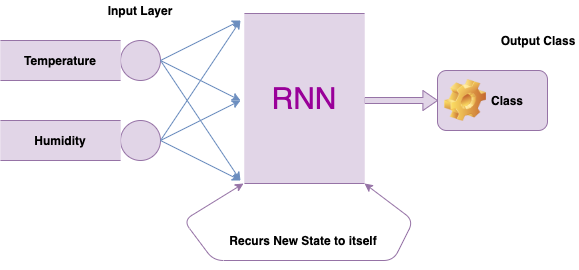 Input Layer
Output Class
Temperature
RNN
Class
Humidity
Recurs New State to itself